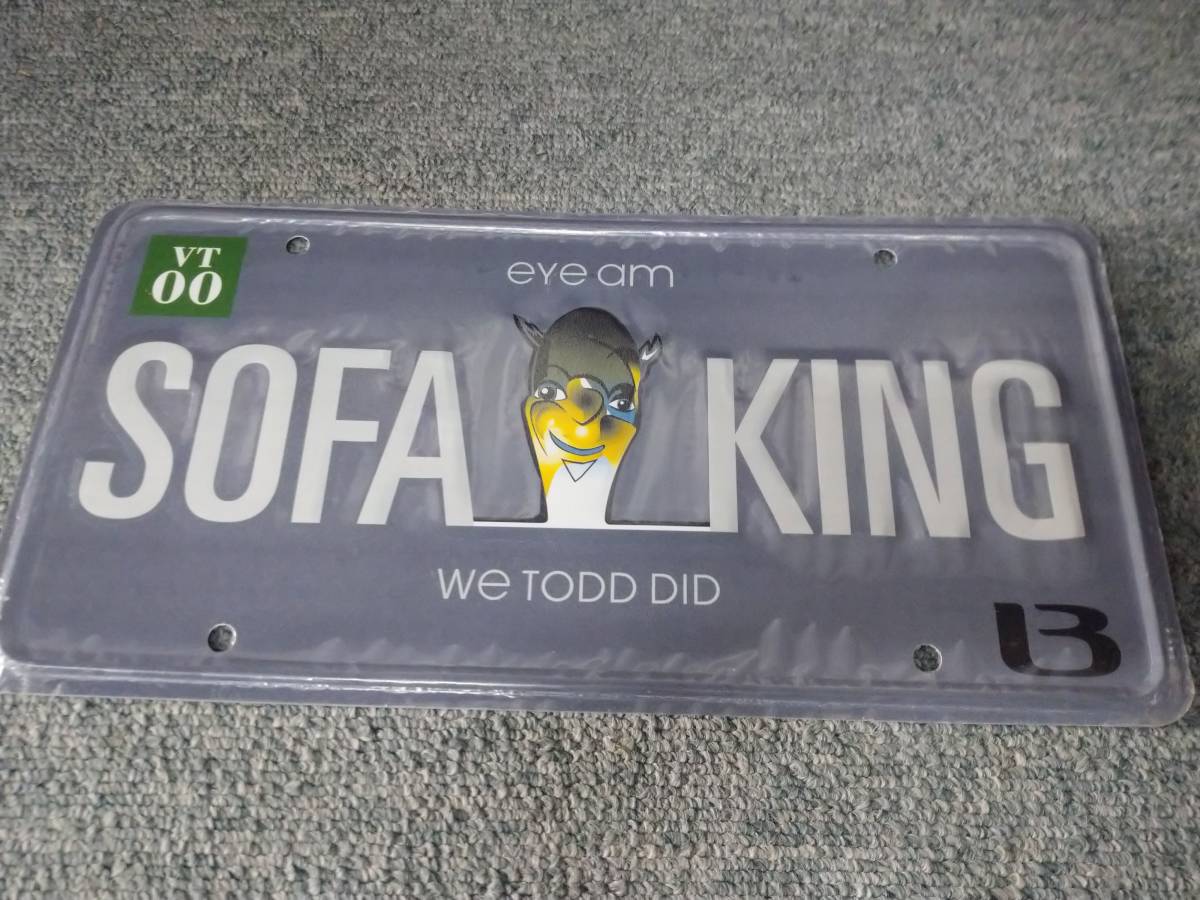 VT
00
eye am
SOFA KING
we TODD DID